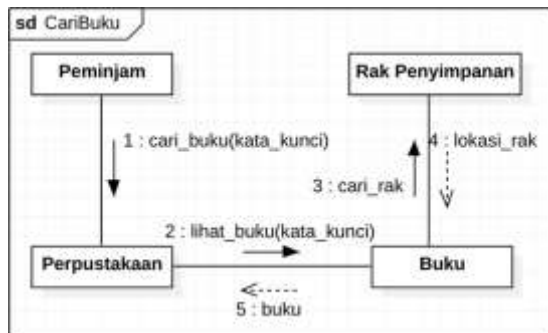 sd CariBuku
Peminjam
Rak Penyimpanan
1 : cari_buku(kata_kunci)
4 : lokasi_rak
3 : cari_rak
2 : lihat_buku(kata_kunci)
Perpustakaan
Buku
5 : buku